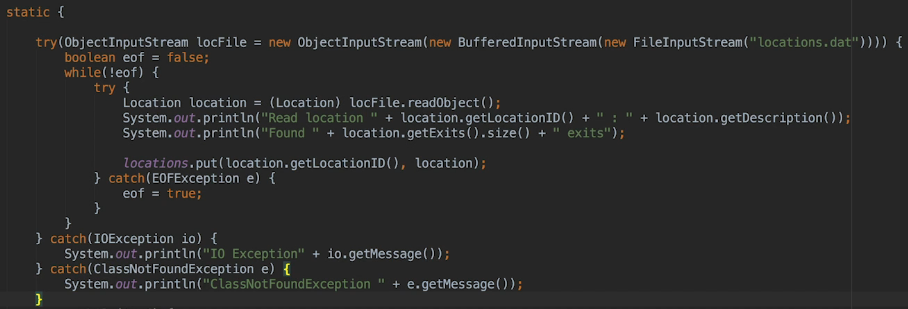 static {
try(ObjectInputStream locFile = new ObjectInputStream(new BufferedInputStream(new FileInputStream("locations.dat")))) {
boolean eof = false;
while(!eof) {
try {
Location location = (Location) locFile.readObject();
System.out.println("Read location " + location.getLocationID() + " : " + location.getDescription());
System.out.println("Found " + location.getExits().size() + " exits");
locations.put(location.getLocationID(), location);
} catch(EOFException e) {
eof = true;
}
}
} catch(IOException io) {
System.out.println("IO Exception" + io.getMessage());
} catch(ClassNotFoundException e) {
System.out.println("ClassNotFoundException " + e.getMessage());
}